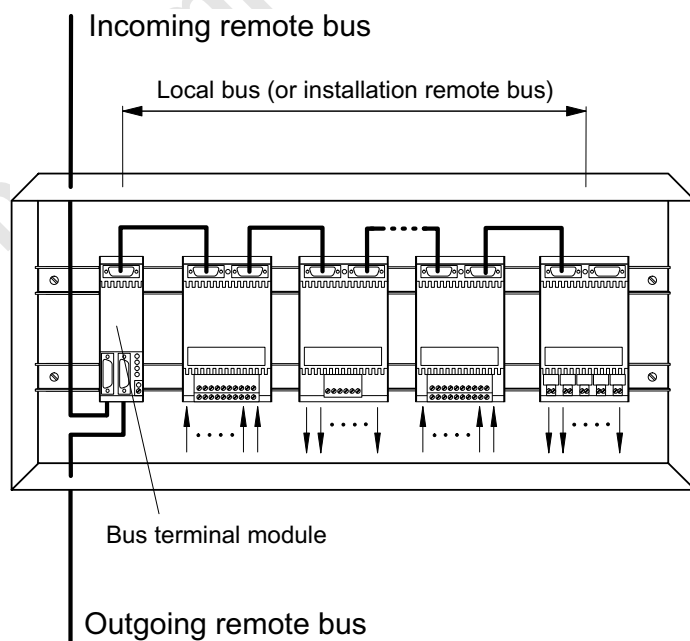 Incoming remote bus
Local bus (or installation remote bus)
Bus terminal module
Outgoing remote bus